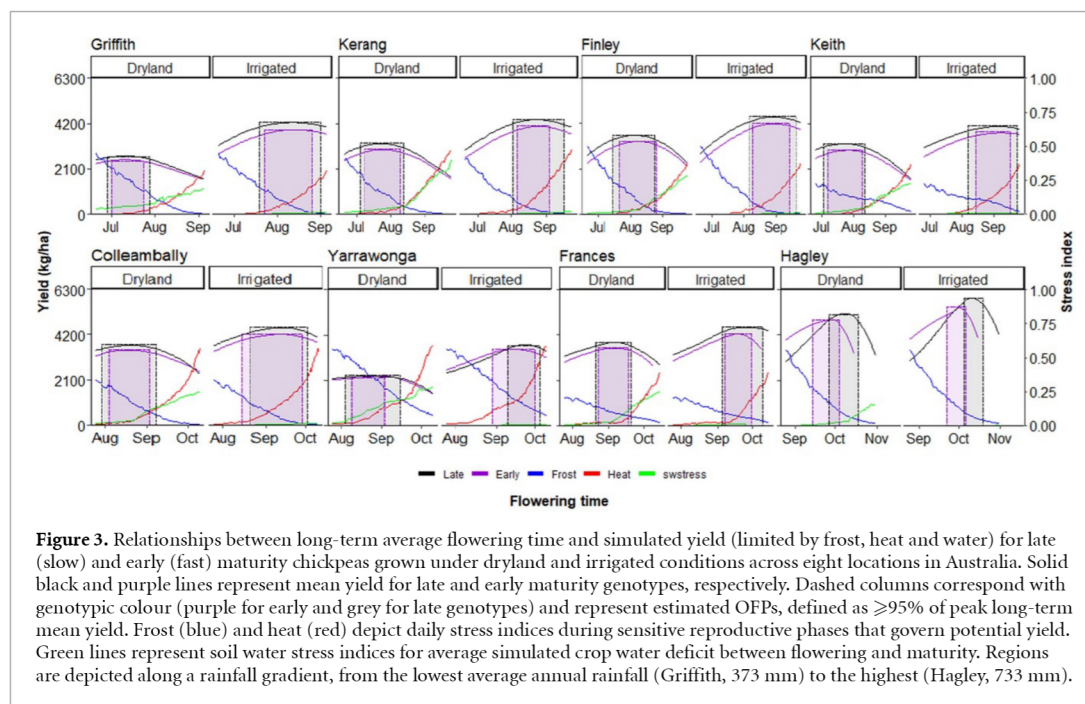 Griffith Kerang Finley Keith
Dryland Irrigated Dryland Irrigated Dryland Irrigated Dryland Irrigated
6300 1.00
4200 0.75
0.50
2100 0.25
0 0.00
Jul Aug Sep Jul Aug Sep Jul Aug Sep Jul Aug Sep Jul Aug Sep Jul Aug Sep Jul Aug Sep Jul Aug Sep
Yield (kg/ha)
Stress index
Colleambally Yarrawonga Frances Hagley
Dryland Irrigated Dryland Irrigated Dryland Irrigated Dryland Irrigated
6300 1.00
4200 0.75
0.50
2100 0.25
0 0.00
Aug Sep Oct Aug Sep Oct Aug Sep Oct Aug Sep Oct Aug Sep Oct Aug Sep Oct Sep Oct Nov Sep Oct Nov
Late Early Frost Heat swstress
Flowering time
Figure 3. Relationships between long-term average flowering time and simulated yield (limited by frost, heat and water) for late
(slow) and early (fast) maturity chickpeas grown under dryland and irrigated conditions across eight locations in Australia. Solid
black and purple lines represent mean yield for late and early maturity genotypes, respectively. Dashed columns correspond with
genotypic colour (purple for early and grey for late genotypes) and represent estimated OFPs, defined as ⩾95% of peak long-term
mean yield. Frost (blue) and heat (red) depict daily stress indices during sensitive reproductive phases that govern potential yield.
Green lines represent soil water stress indices for average simulated crop water deficit between flowering and maturity. Regions
are depicted along a rainfall gradient, from the lowest average annual rainfall (Griffith, 373 mm) to the highest (Hagley, 733 mm).